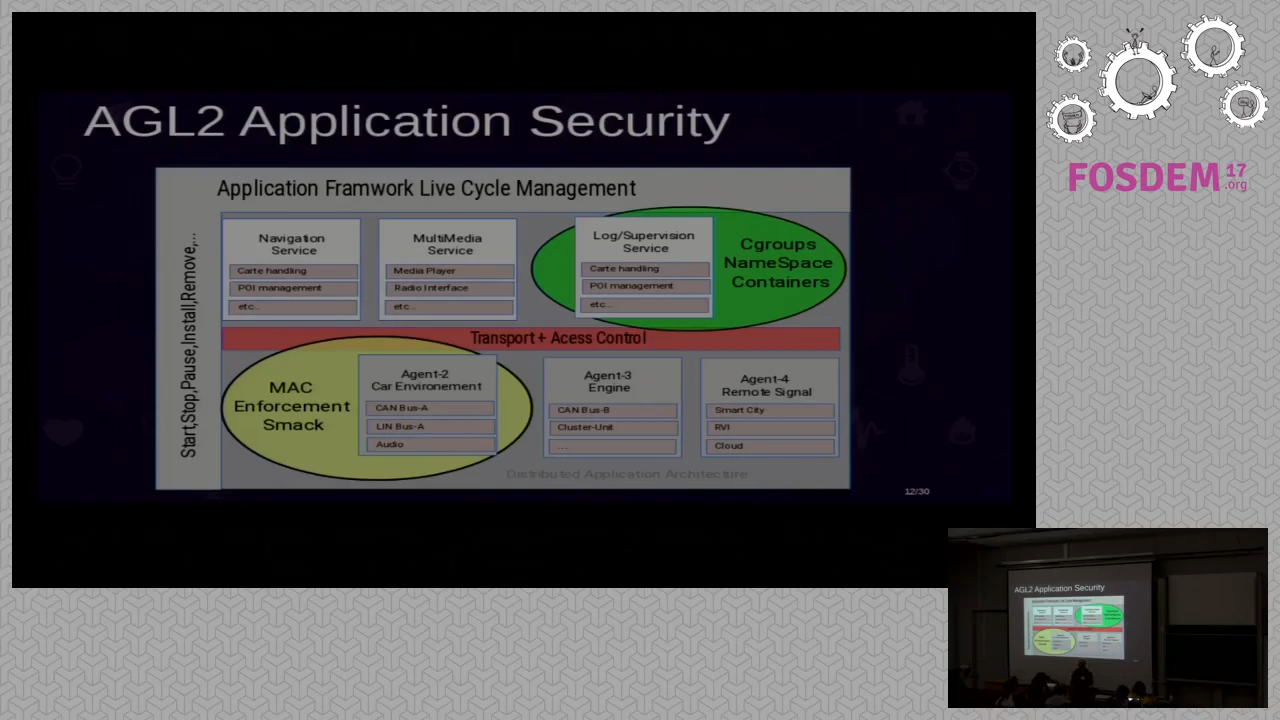 AGL2 Application Security
Application Framwork Live Cycle Management
Start,Stop,Pause,Install,Remove,..
Navigation
Service
Carte handling
POI management
etc..
MultiMedia
Service
Media Player
Radio Interface
etc..
Log/Supervision
Service
Carte handling
POI management
etc..
Cgroups
NameSpace
Containers
Transport + Acess Control
MAC
Enforcement
Smack
Agent-2
Car Environement
CAN Bus-A
LIN Bus-A
Audio
Agent-3
Engine
CAN Bus-B
Cluster-Unit
...
Agent-4
Remote Signal
Smart City
RVI
Cloud
Distributed Application Architecture
12/30
FOSDEM 17
.org
AGL2 Application Security